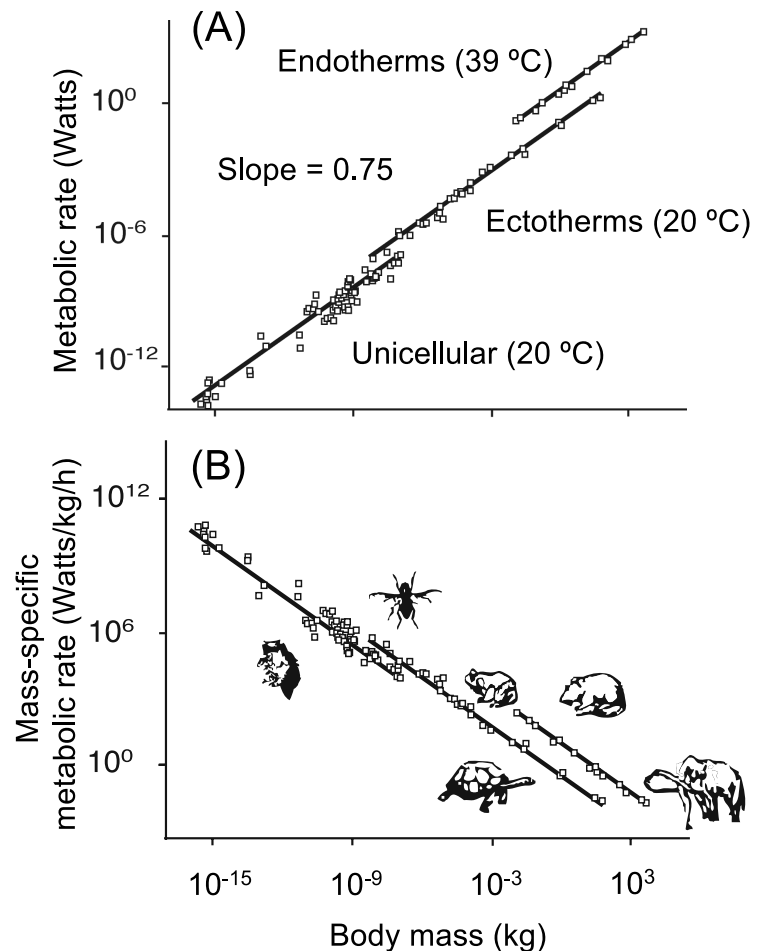 (A)
Endotherms (39 ºC)
10⁰
Slope = 0.75
Ectotherms (20 ºC)
10⁻⁶
Unicellular (20 ºC)
10⁻¹²
Metabolic rate (Watts)
(B)
10¹²
10⁶
10⁰
Mass-specific
metabolic rate (Watts/kg/h)
10⁻¹⁵ 10⁻⁹ 10⁻³ 10³
Body mass (kg)